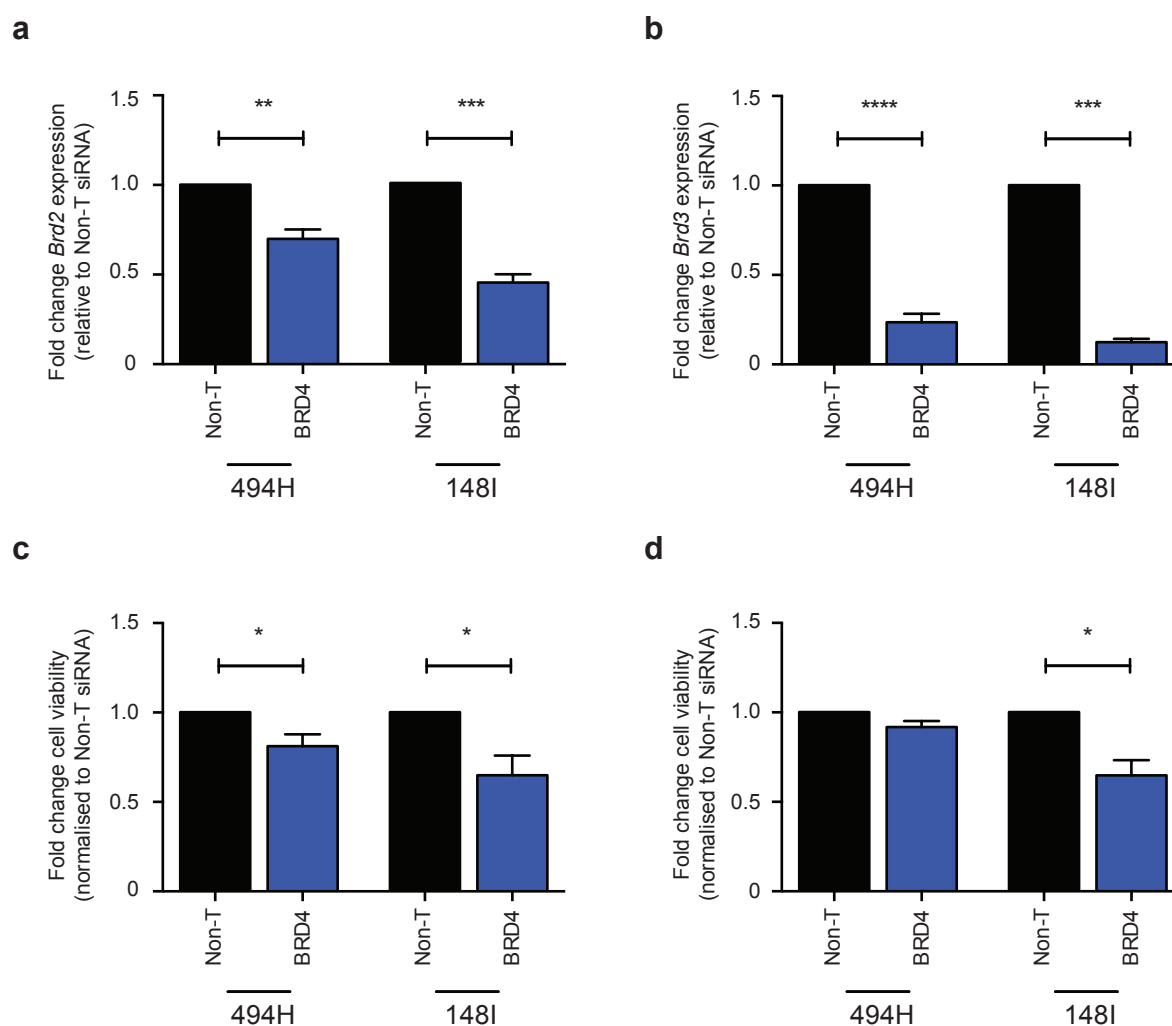 a
Fold change Brd2 expression
(relative to Non-T siRNA)
1.5
1.0
0.5
0
**
***
Non-T
BRD4
Non-T
BRD4
494H
148I
b
Fold change Brd3 expression
(relative to Non-T siRNA)
1.5
1.0
0.5
0
****
***
Non-T
BRD4
Non-T
BRD4
494H
148I
c
Fold change cell viability
(normalised to Non-T siRNA)
1.5
1.0
0.5
0
*
*
Non-T
BRD4
Non-T
BRD4
494H
148I
d
Fold change cell viability
(normalised to Non-T siRNA)
1.5
1.0
0.5
0
*
Non-T
BRD4
Non-T
BRD4
494H
148I